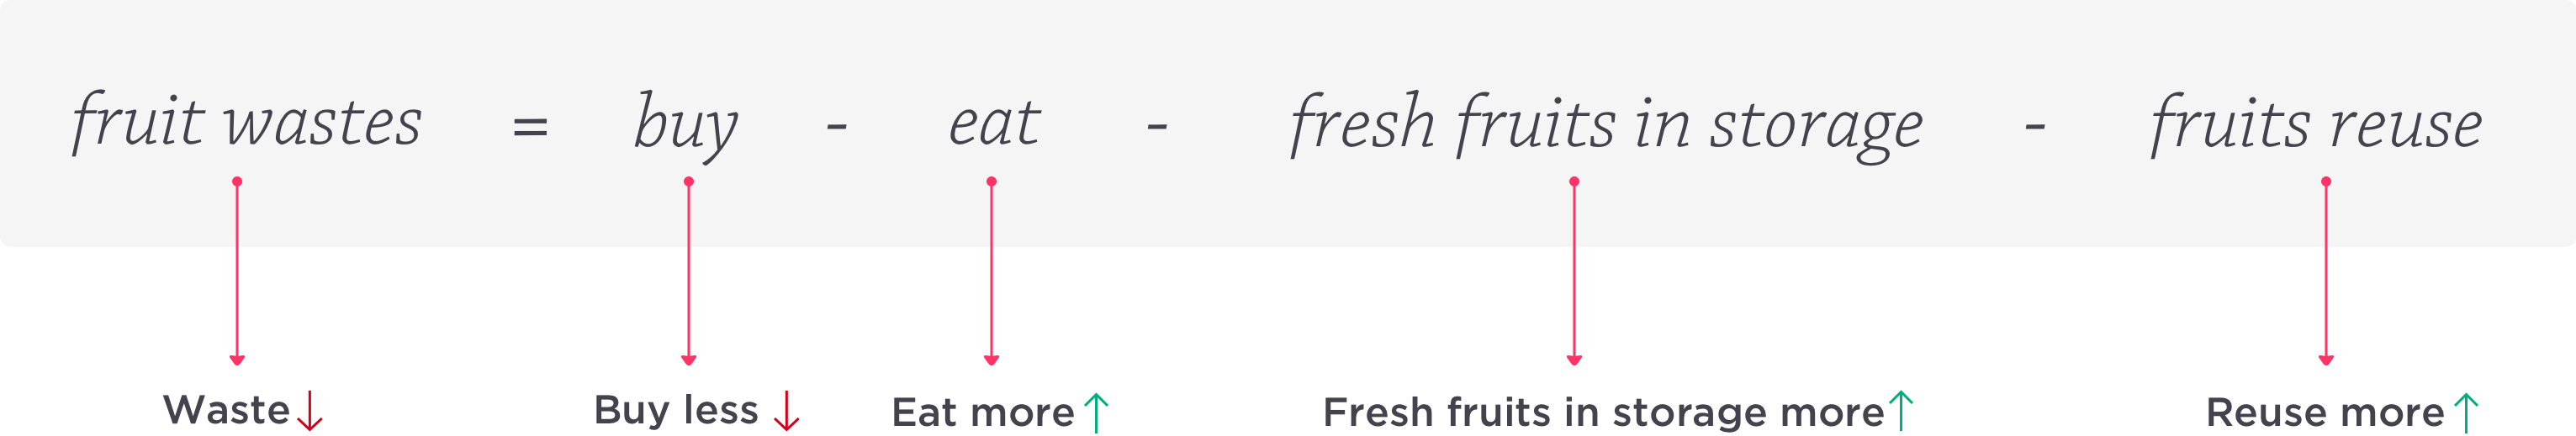 fruit wastes = buy - eat - fresh fruits in storage - fruits reuse
Waste↓ Buy less ↓ Eat more ↑ Fresh fruits in storage more ↑ Reuse more ↑